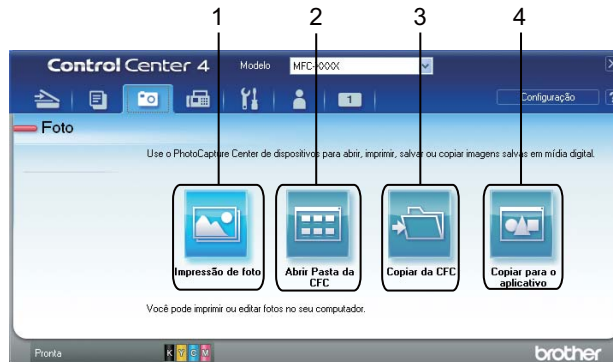 1 2 3 4
Control Center 4 Modelo MFC-XXXX X
1 Configuração ?
Foto
Use o PhotoCapture Center de dispositivos para abrir, imprimir, salvar ou copiar imagens salvas em mídia digital.
Impressão de foto Abrir Pasta da CFC Copiar da CFC Copiar para o aplicativo
Você pode imprimir ou editar fotos no seu computador.
Pronta K Y C M brother